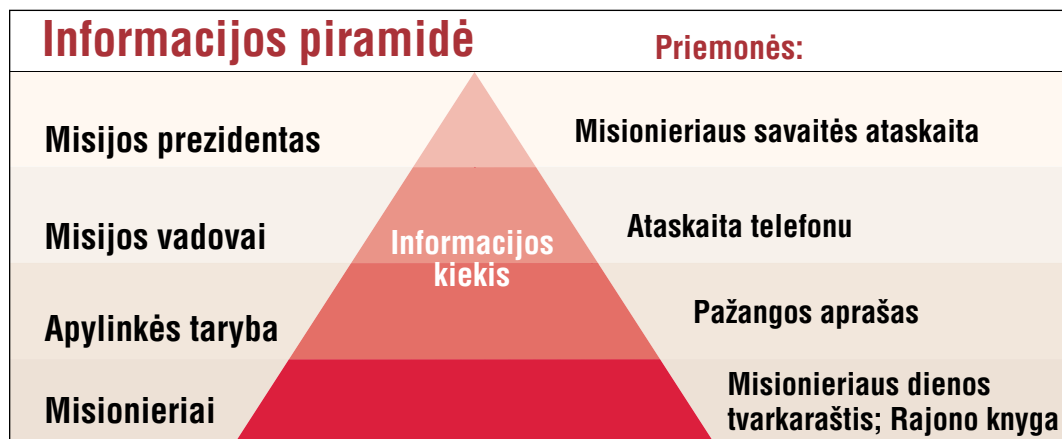 Informacijos piramidė
Priemonės:
Misijos prezidentas
Misionieriaus savaitės ataskaita
Misijos vadovai
Informacijos
kiekis
Ataskaita telefonu
Apylinkės taryba
Pažangos aprašas
Misionieriai
Misionieriaus dienos
tvarkaraštis; Rajono knyga